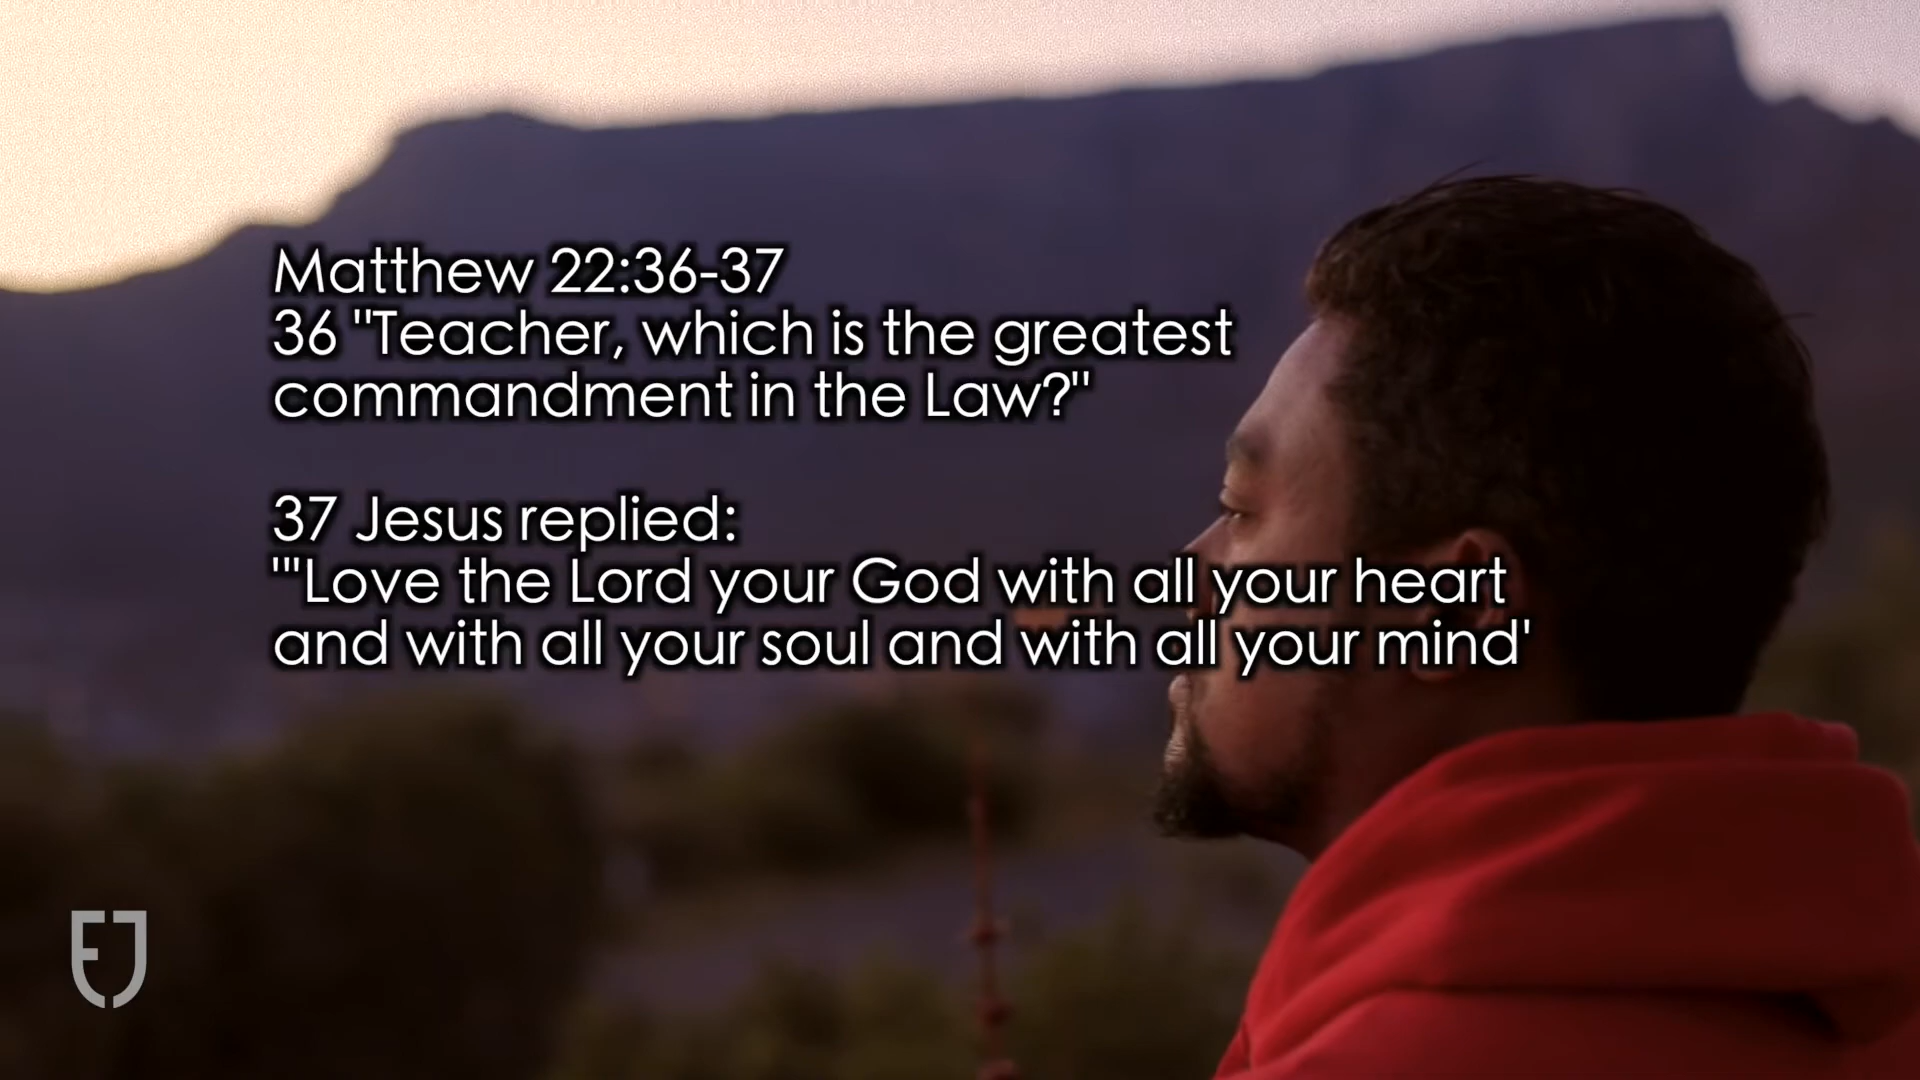 Matthew 22:36-37
36 "Teacher, which is the greatest
commandment in the Law?"
37 Jesus replied:
"'Love the Lord your God with all your heart
and with all your soul and with all your mind'
EJ